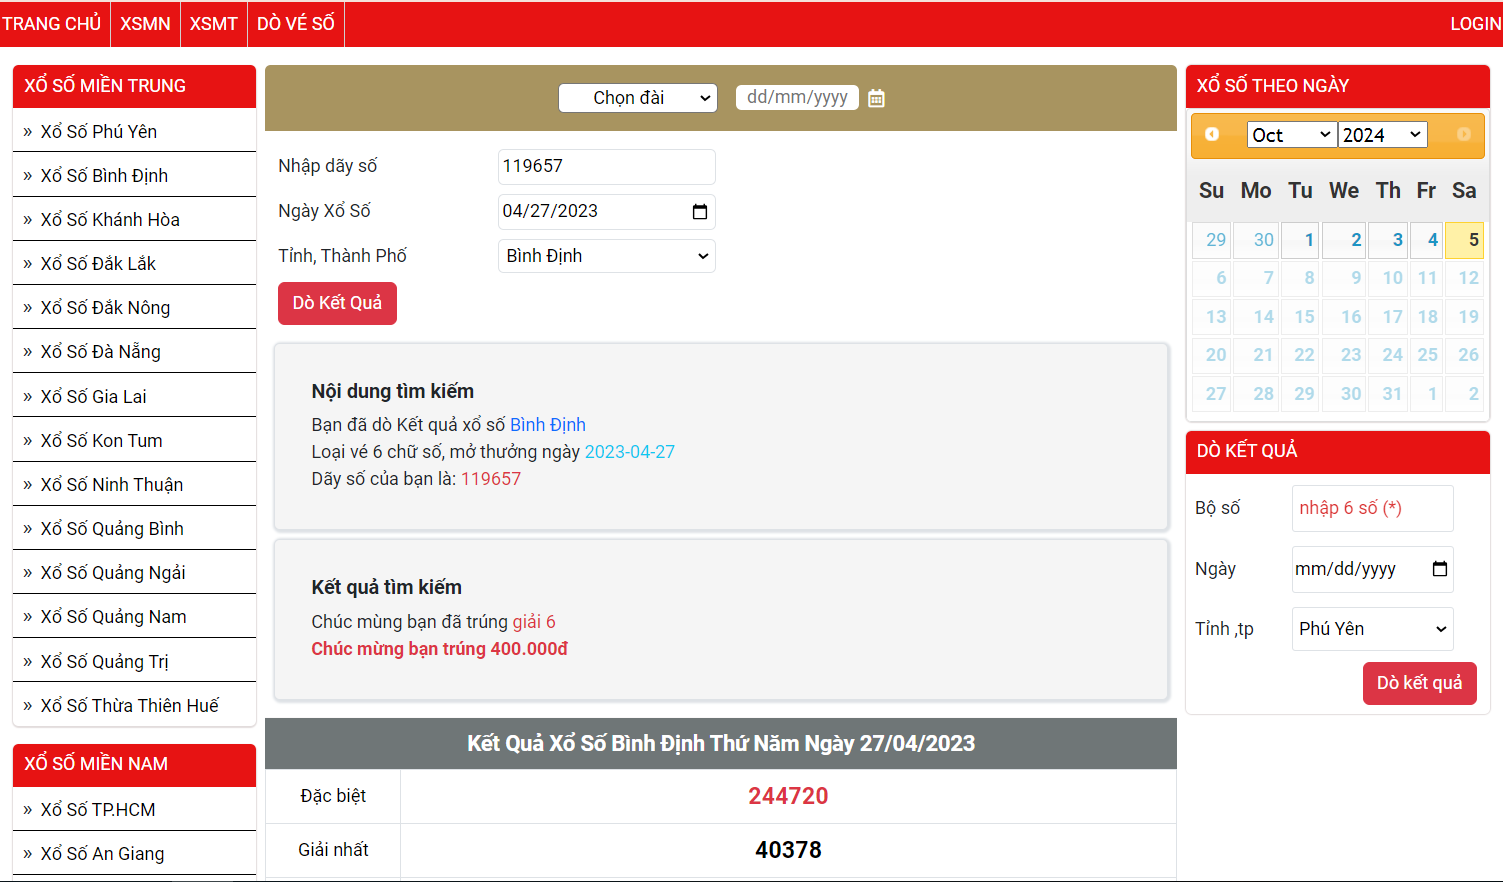 TRANG CHỦ XSMN XSMT DÒ VÉ SỐ LOGIN
XỔ SỐ MIỀN TRUNG
» Xổ Số Phú Yên
» Xổ Số Bình Định
» Xổ Số Khánh Hòa
» Xổ Số Đắk Lắk
» Xổ Số Đắk Nông
» Xổ Số Đà Nẵng
» Xổ Số Gia Lai
» Xổ Số Kon Tum
» Xổ Số Ninh Thuận
» Xổ Số Quảng Bình
» Xổ Số Quảng Ngải
» Xổ Số Quảng Nam
» Xổ Số Quảng Trị
» Xổ Số Thừa Thiên Huế
XỔ SỐ MIỀN NAM
» Xổ Số TP.HCM
» Xổ Số An Giang
Chọn đài dd/mm/yyyy
Nhập dãy số 119657
Ngày Xổ Số 04/27/2023
Tỉnh, Thành Phố Bình Định
Dò Kết Quả
Nội dung tìm kiếm
Bạn đã dò Kết quả xổ số Bình Định
Loại vé 6 chữ số, mở thưởng ngày 2023-04-27
Dãy số của bạn là: 119657
Kết quả tìm kiếm
Chúc mùng bạn đã trúng giải 6
Chúc mừng bạn trúng 400.000đ
Kết Quả Xổ Số Bình Định Thứ Năm Ngày 27/04/2023
Đặc biệt 244720
Giải nhất 40378
XỔ SỐ THEO NGÀY
Oct 2024
Su Mo Tu We Th Fr Sa
29 30 1 2 3 4 5
6 7 8 9 10 11 12
13 14 15 16 17 18 19
20 21 22 23 24 25 26
27 28 29 30 31 1 2
DÒ KẾT QUẢ
Bộ số nhập 6 số (*)
Ngày mm/dd/yyyy
Tỉnh ,tp Phú Yên
Dò kết quả